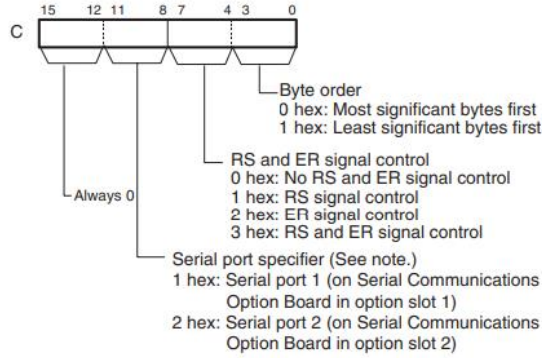 15 12 11 8 7 4 3 0
C
Byte order
0 hex: Most significant bytes first
1 hex: Least significant bytes first
RS and ER signal control
0 hex: No RS and ER signal control
1 hex: RS signal control
2 hex: ER signal control
3 hex: RS and ER signal control
Always 0
Serial port specifier (See note.)
1 hex: Serial port 1 (on Serial Communications
Option Board in option slot 1)
2 hex: Serial port 2 (on Serial Communications
Option Board in option slot 2)